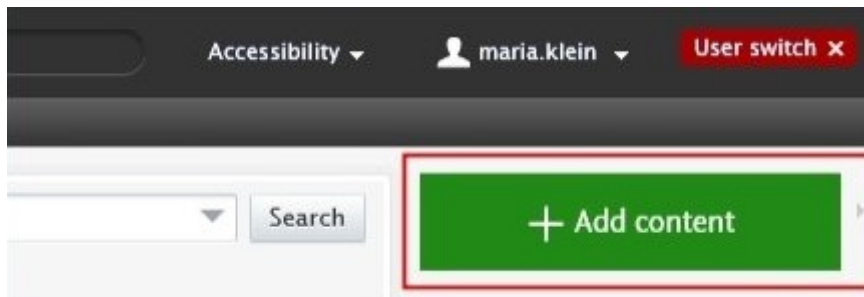 Accessibility maria.klein User switch ×
Search + Add content